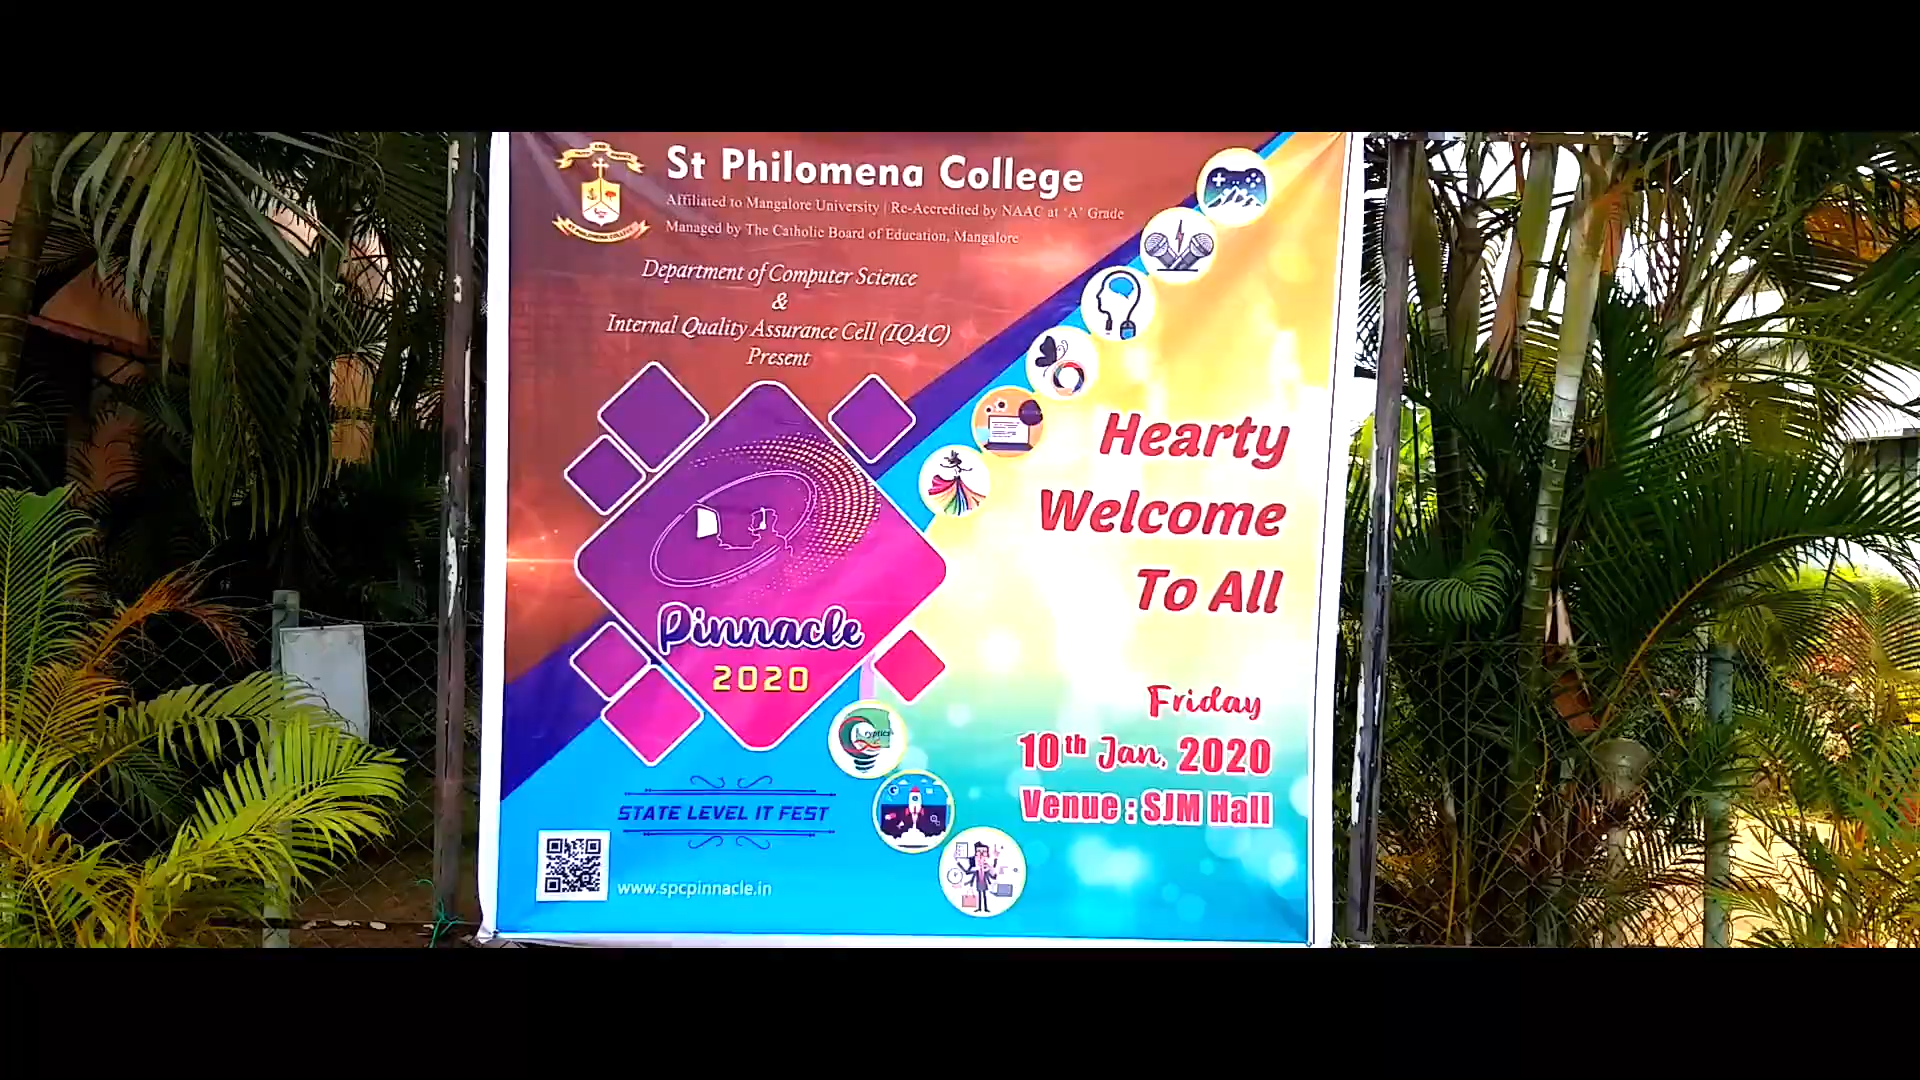 St Philomena College
Affiliated to Mangalore University | Re-Accredited by NAAC at 'A' Grade
Managed by The Catholic Board of Education, Mangalore
Department of Computer Science
&
Internal Quality Assurance Cell (IQAC)
Present
Pinnacle
2020
STATE LEVEL IT FEST
www.spcpinnacle.in
Hearty
Welcome
To All
Friday
10th Jan. 2020
Venue : SJM Hall